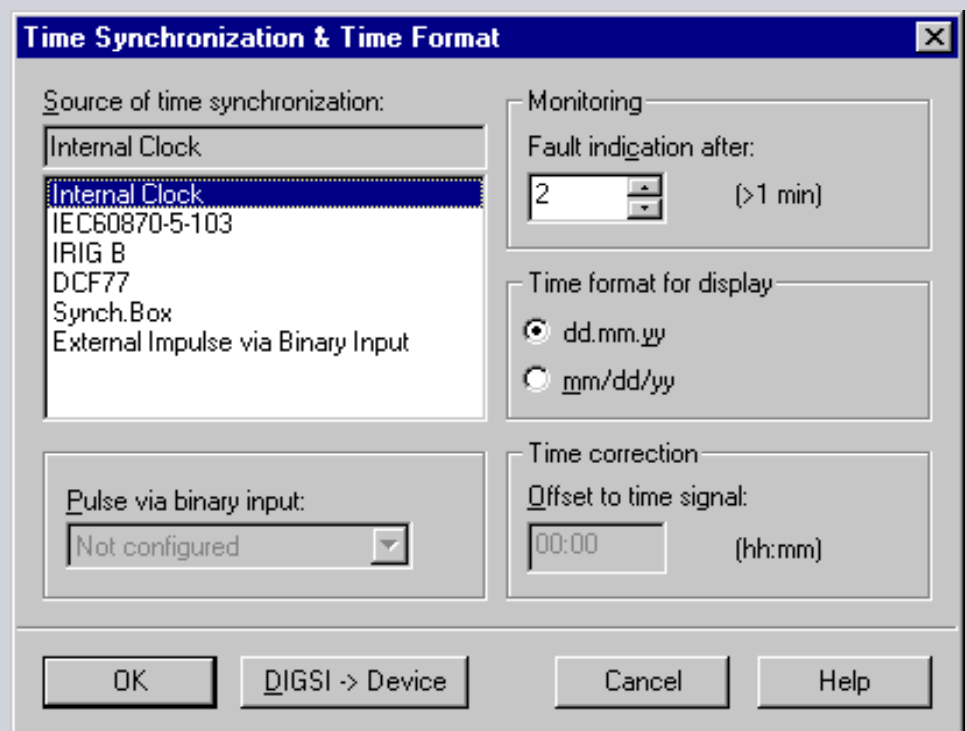 Time Synchronization & Time Format
Source of time synchronization:
Internal Clock
Internal Clock
IEC60870-5-103
IRIG B
DCF77
Synch.Box
External Impulse via Binary Input
Pulse via binary input:
Not configured
Monitoring
Fault indication after:
2 (>1 min)
Time format for display
dd.mm.yy
mm/dd/yy
Time correction
Offset to time signal:
00:00 (hh:mm)
OK DIGSI -> Device Cancel Help